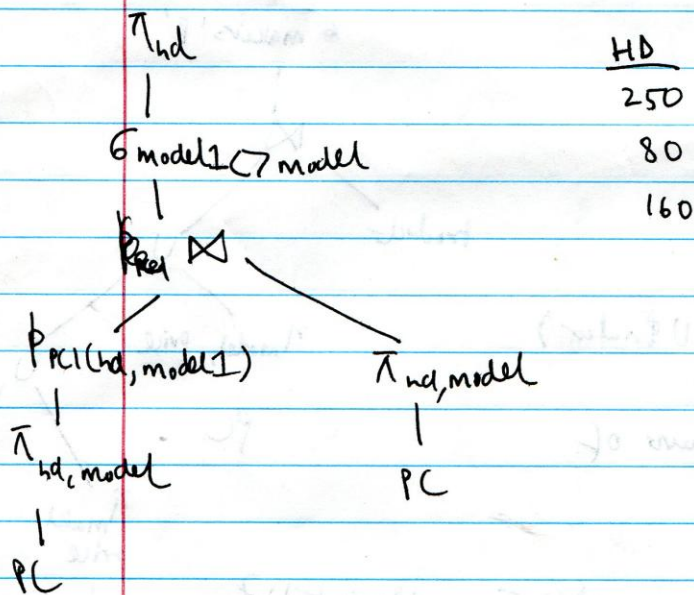 π hd
HD
250
σ model1 <> model
80
160
⋈
ρ PC1(hd, model1)
π hd, model
π hd, model
PC
PC